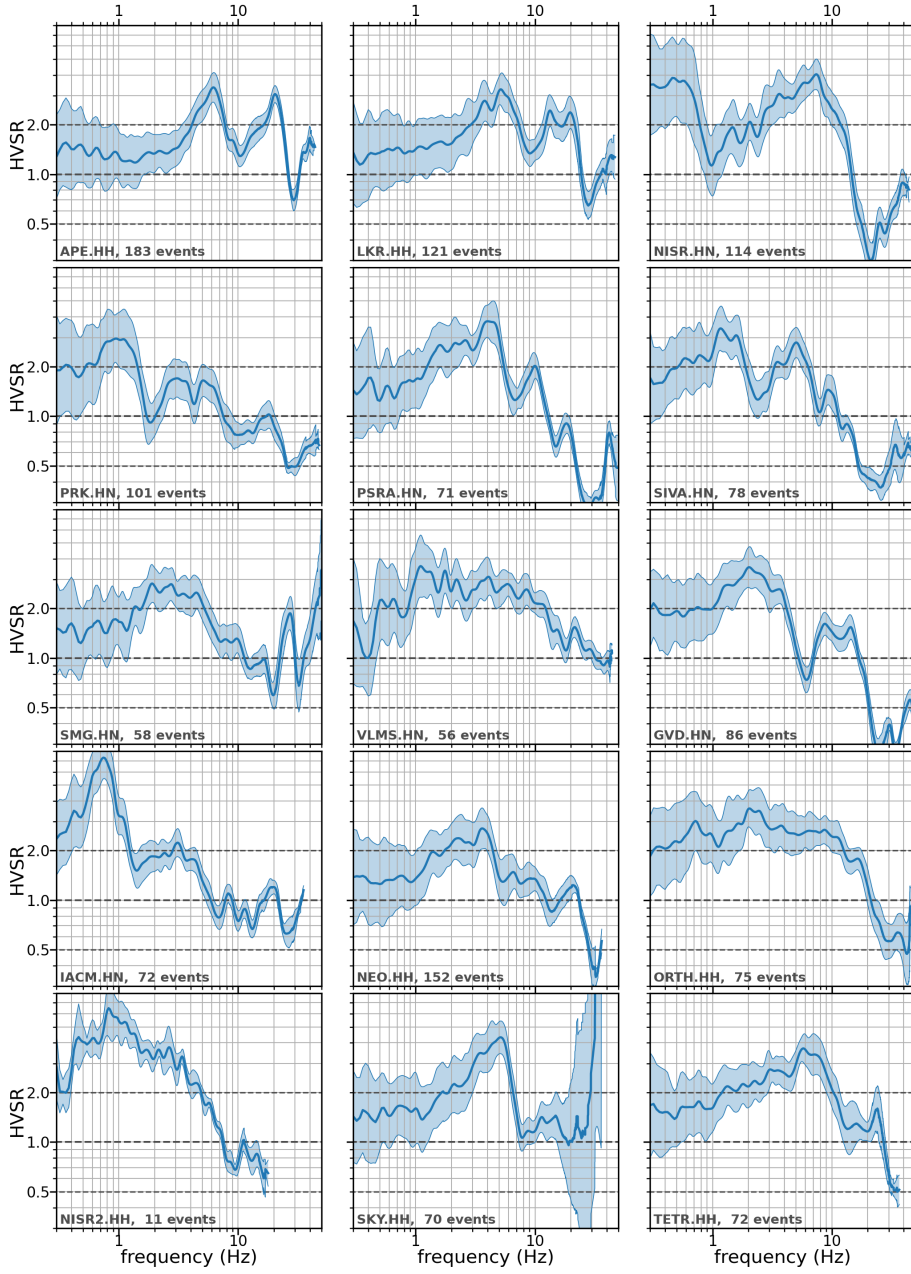 1 10 1 10 1 10
HVSR 2.0 1.0 0.5
APE.HH, 183 events LKR.HH, 121 events NISR.HN, 114 events
HVSR 2.0 1.0 0.5
PRK.HN, 101 events PSRA.HN, 71 events SIVA.HN, 78 events
HVSR 2.0 1.0 0.5
SMG.HN, 58 events VLMS.HN, 56 events GVD.HN, 86 events
HVSR 2.0 1.0 0.5
IACM.HN, 72 events NEO.HH, 152 events ORTH.HH, 75 events
HVSR 2.0 1.0 0.5
NISR2.HH, 11 events SKY.HH, 70 events TETR.HH, 72 events
1 10 1 10 1 10
frequency (Hz) frequency (Hz) frequency (Hz)